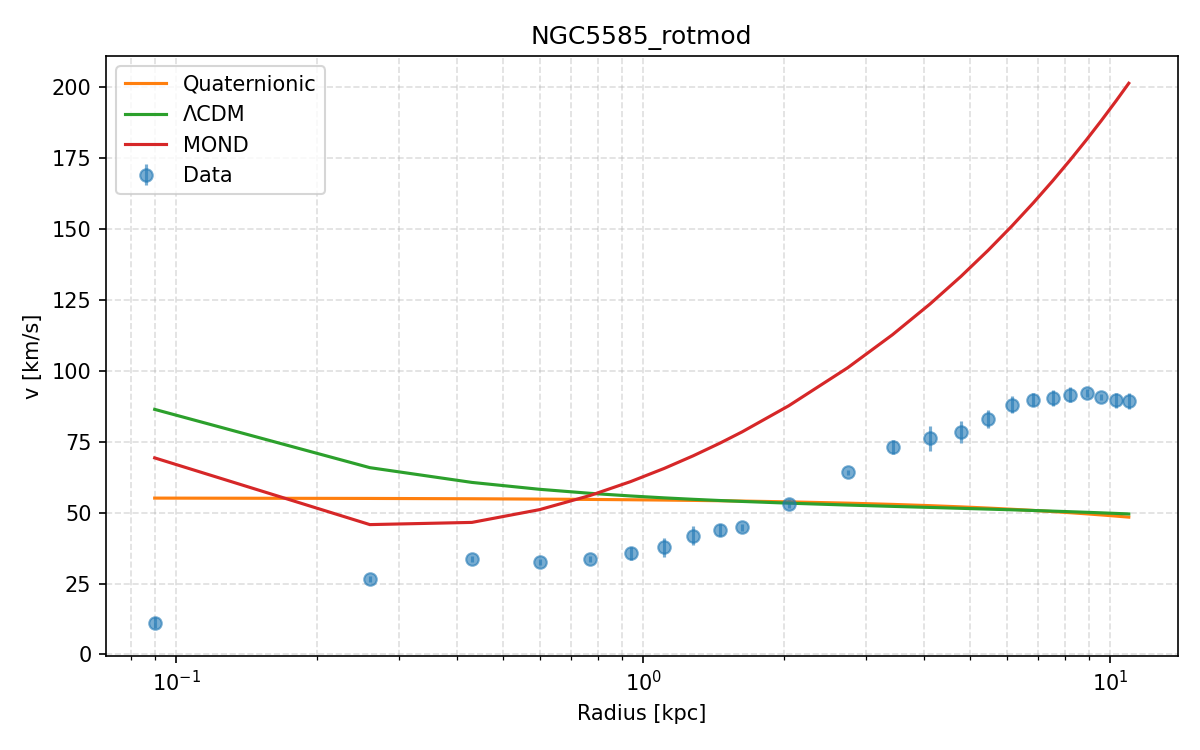 NGC5585_rotmod
Quaternionic
ΛCDM
MOND
Data
200
175
150
125
100
75
50
25
0
v [km/s]
10⁻¹
10⁰
10¹
Radius [kpc]